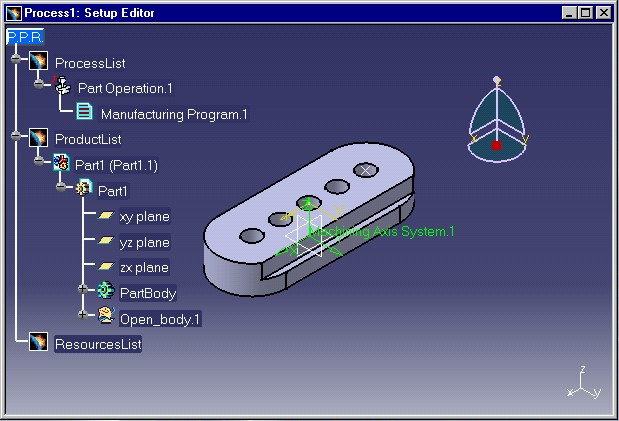 Process1: Setup Editor
P.P.R.
ProcessList
Part Operation.1
Manufacturing Program.1
ProductList
Part1 (Part1.1)
Part1
xy plane
yz plane
zx plane
PartBody
Open_body.1
ResourcesList
Machining Axis System.1
z
x
y
z
x
y